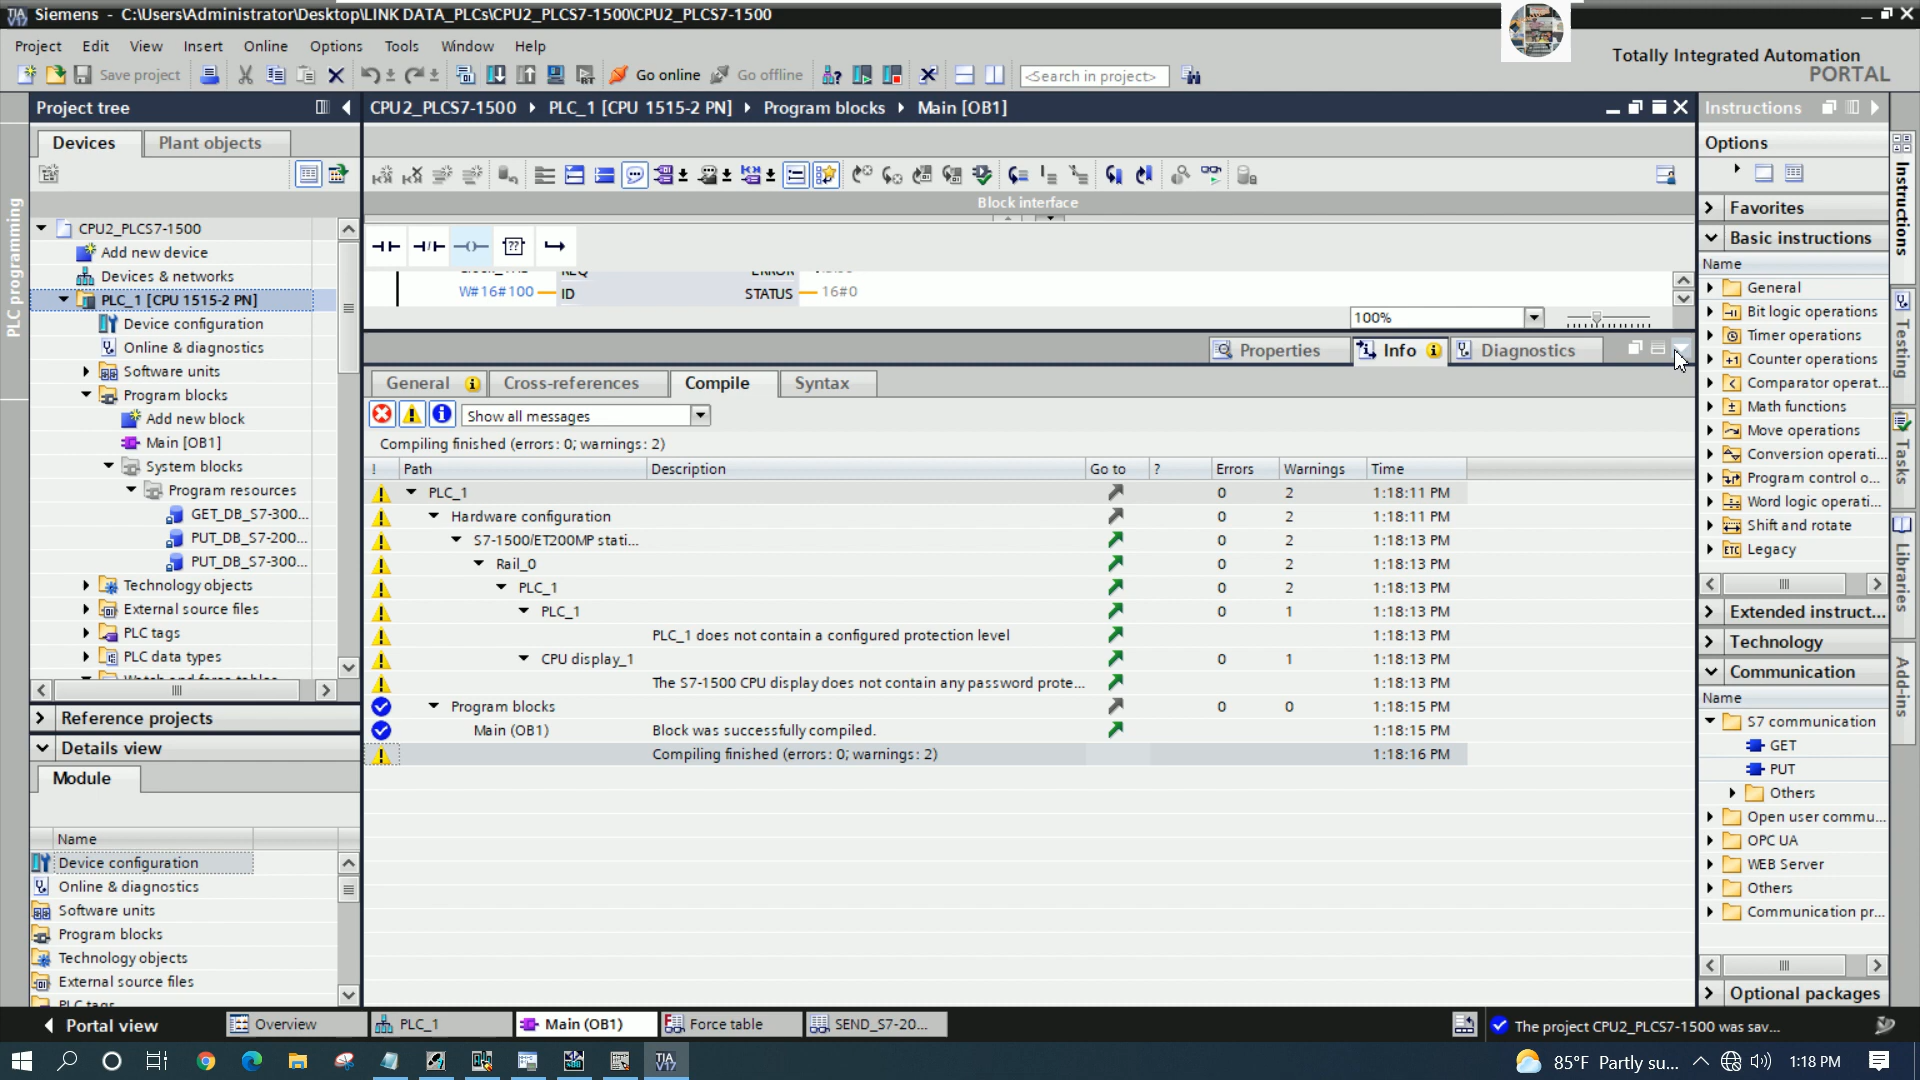 Siemens - C:\Users\Administrator\Desktop\LINK DATA_PLCs\CPU2_PLCS7-1500\CPU2_PLCS7-1500
Project Edit View Insert Online Options Tools Window Help
Totally Integrated Automation
PORTAL
Save project
Go online
Go offline
<Search in project>
Project tree
CPU2_PLCS7-1500 PLC_1 [CPU 1515-2 PN] Program blocks Main [OB1]
Instructions
Devices
Plant objects
Options
Block interface
PLC programming
CPU2_PLCS7-1500
Add new device
Devices & networks
PLC_1 [CPU 1515-2 PN]
Device configuration
Online & diagnostics
Software units
Program blocks
Add new block
Main [OB1]
System blocks
Program resources
GET_DB_S7-300...
PUT_DB_S7-200...
PUT_DB_S7-300...
Technology objects
External source files
PLC tags
PLC data types
Reference projects
Details view
Module
Name
Device configuration
Online & diagnostics
Software units
Program blocks
Technology objects
External source files
PLC tags
??
REQ
ERROR
W#16#100 ID
STATUS 16#0
100%
Properties
Info
Diagnostics
General
Cross-references
Compile
Syntax
Show all messages
Compiling finished (errors: 0; warnings: 2)
! Path Description Go to ? Errors Warnings Time
PLC_1 0 2 1:18:11 PM
Hardware configuration 0 2 1:18:11 PM
S7-1500/ET200MP stati... 0 2 1:18:13 PM
Rail_0 0 2 1:18:13 PM
PLC_1 0 2 1:18:13 PM
PLC_1 0 1 1:18:13 PM
PLC_1 does not contain a configured protection level 1:18:13 PM
CPU display_1 0 1 1:18:13 PM
The S7-1500 CPU display does not contain any password prote... 1:18:13 PM
Program blocks 0 0 1:18:15 PM
Main (OB1) Block was successfully compiled. 1:18:15 PM
Compiling finished (errors: 0; warnings: 2) 1:18:16 PM
Favorites
Basic instructions
Name
General
Bit logic operations
Timer operations
Counter operations
Comparator operat...
Math functions
Move operations
Conversion operati...
Program control o...
Word logic operati...
Shift and rotate
Legacy
Extended instruct...
Technology
Communication
Name
S7 communication
GET
PUT
Others
Open user commu...
OPC UA
WEB Server
Others
Communication pr...
Optional packages
Instructions
Testing
Tasks
Libraries
Add-ins
Portal view
Overview
PLC_1
Main (OB1)
Force table
SEND_S7-20...
The project CPU2_PLCS7-1500 was sav...
TIA
V17
85°F Partly su...
1:18 PM